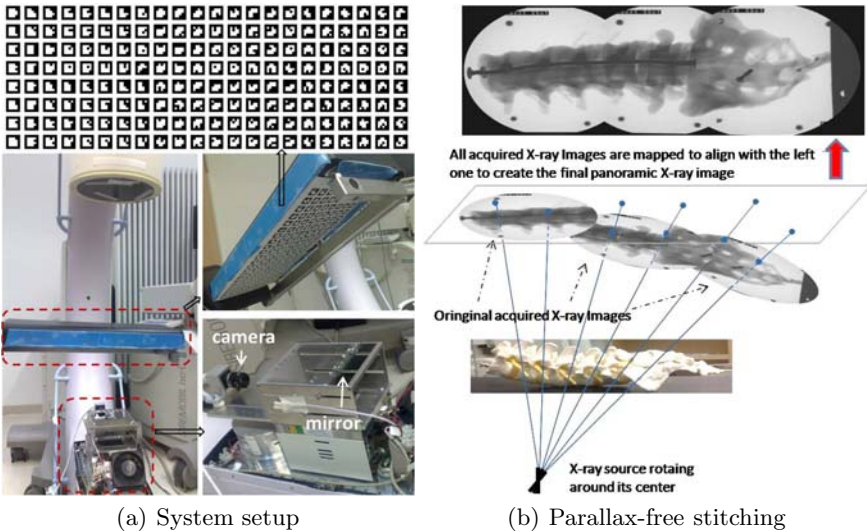 All acquired X-ray Images are mapped to align with the left
one to create the final panoramic X-ray image
Oringinal acquired X-ray Images
camera
mirror
X-ray source rotaing
around its center
(a) System setup
(b) Parallax-free stitching